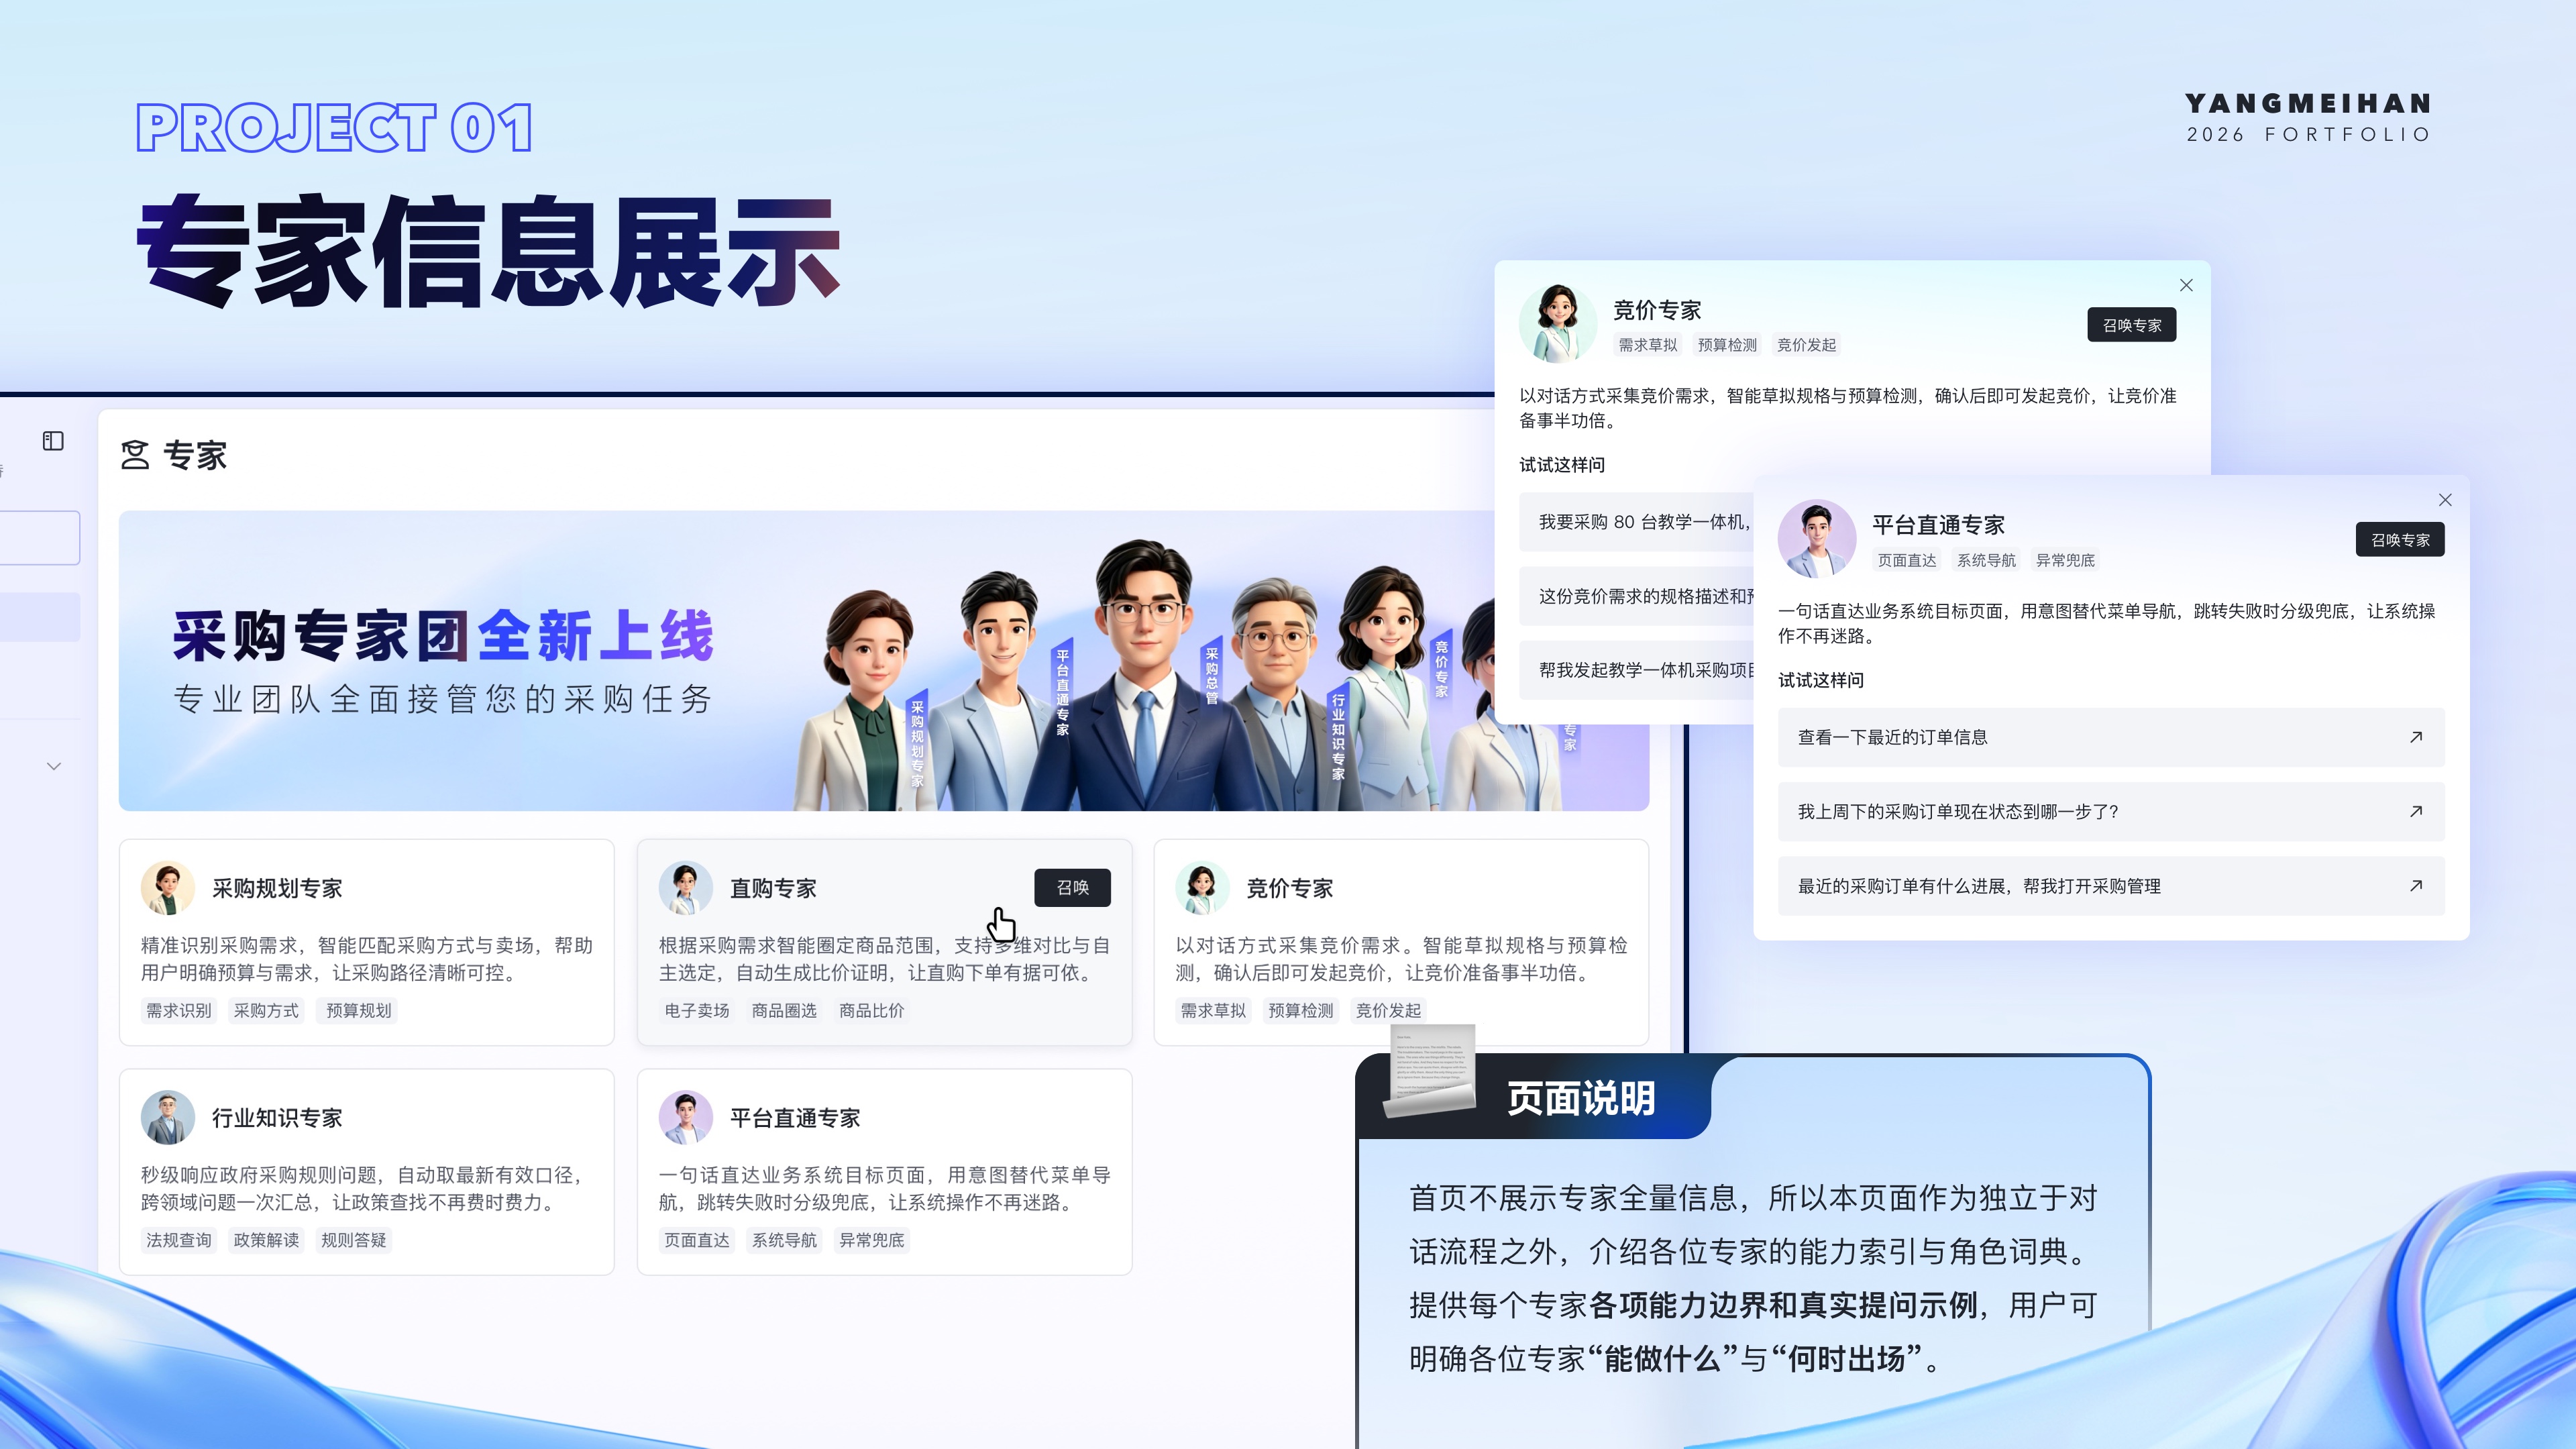 PROJECT 01
YANGMEIHAN
2026 FORTFOLIO
专家信息展示
专家
采购专家团全新上线
专业团队全面接管您的采购任务
采购规划专家
平台直通专家
采购总管
行业知识专家
竞价专家
专家
采购规划专家
精准识别采购需求，智能匹配采购方式与卖场，帮助
用户明确预算与需求，让采购路径清晰可控。
需求识别 采购方式 预算规划
直购专家
召唤
根据采购需求智能圈定商品范围，支持多维对比与自
主选定，自动生成比价证明，让直购下单有据可依。
电子卖场 商品圈选 商品比价
竞价专家
以对话方式采集竞价需求。智能草拟规格与预算检
测，确认后即可发起竞价，让竞价准备事半功倍。
需求草拟 预算检测 竞价发起
行业知识专家
秒级响应政府采购规则问题，自动取最新有效口径，
跨领域问题一次汇总，让政策查找不再费时费力。
法规查询 政策解读 规则答疑
平台直通专家
一句话直达业务系统目标页面，用意图替代菜单导
航，跳转失败时分级兜底，让系统操作不再迷路。
页面直达 系统导航 异常兜底
竞价专家
需求草拟 预算检测 竞价发起
召唤专家
以对话方式采集竞价需求，智能草拟规格与预算检测，确认后即可发起竞价，让竞价准
备事半功倍。
试试这样问
我要采购 80 台教学一体机，
这份竞价需求的规格描述和
帮我发起教学一体机采购项
平台直通专家
页面直达 系统导航 异常兜底
召唤专家
一句话直达业务系统目标页面，用意图替代菜单导航，跳转失败时分级兜底，让系统操
作不再迷路。
试试这样问
查看一下最近的订单信息
我上周下的采购订单现在状态到哪一步了？
最近的采购订单有什么进展，帮我打开采购管理
页面说明
首页不展示专家全量信息，所以本页面作为独立于对
话流程之外，介绍各位专家的能力索引与角色词典。
提供每个专家各项能力边界和真实提问示例，用户可
明确各位专家“能做什么”与“何时出场”。